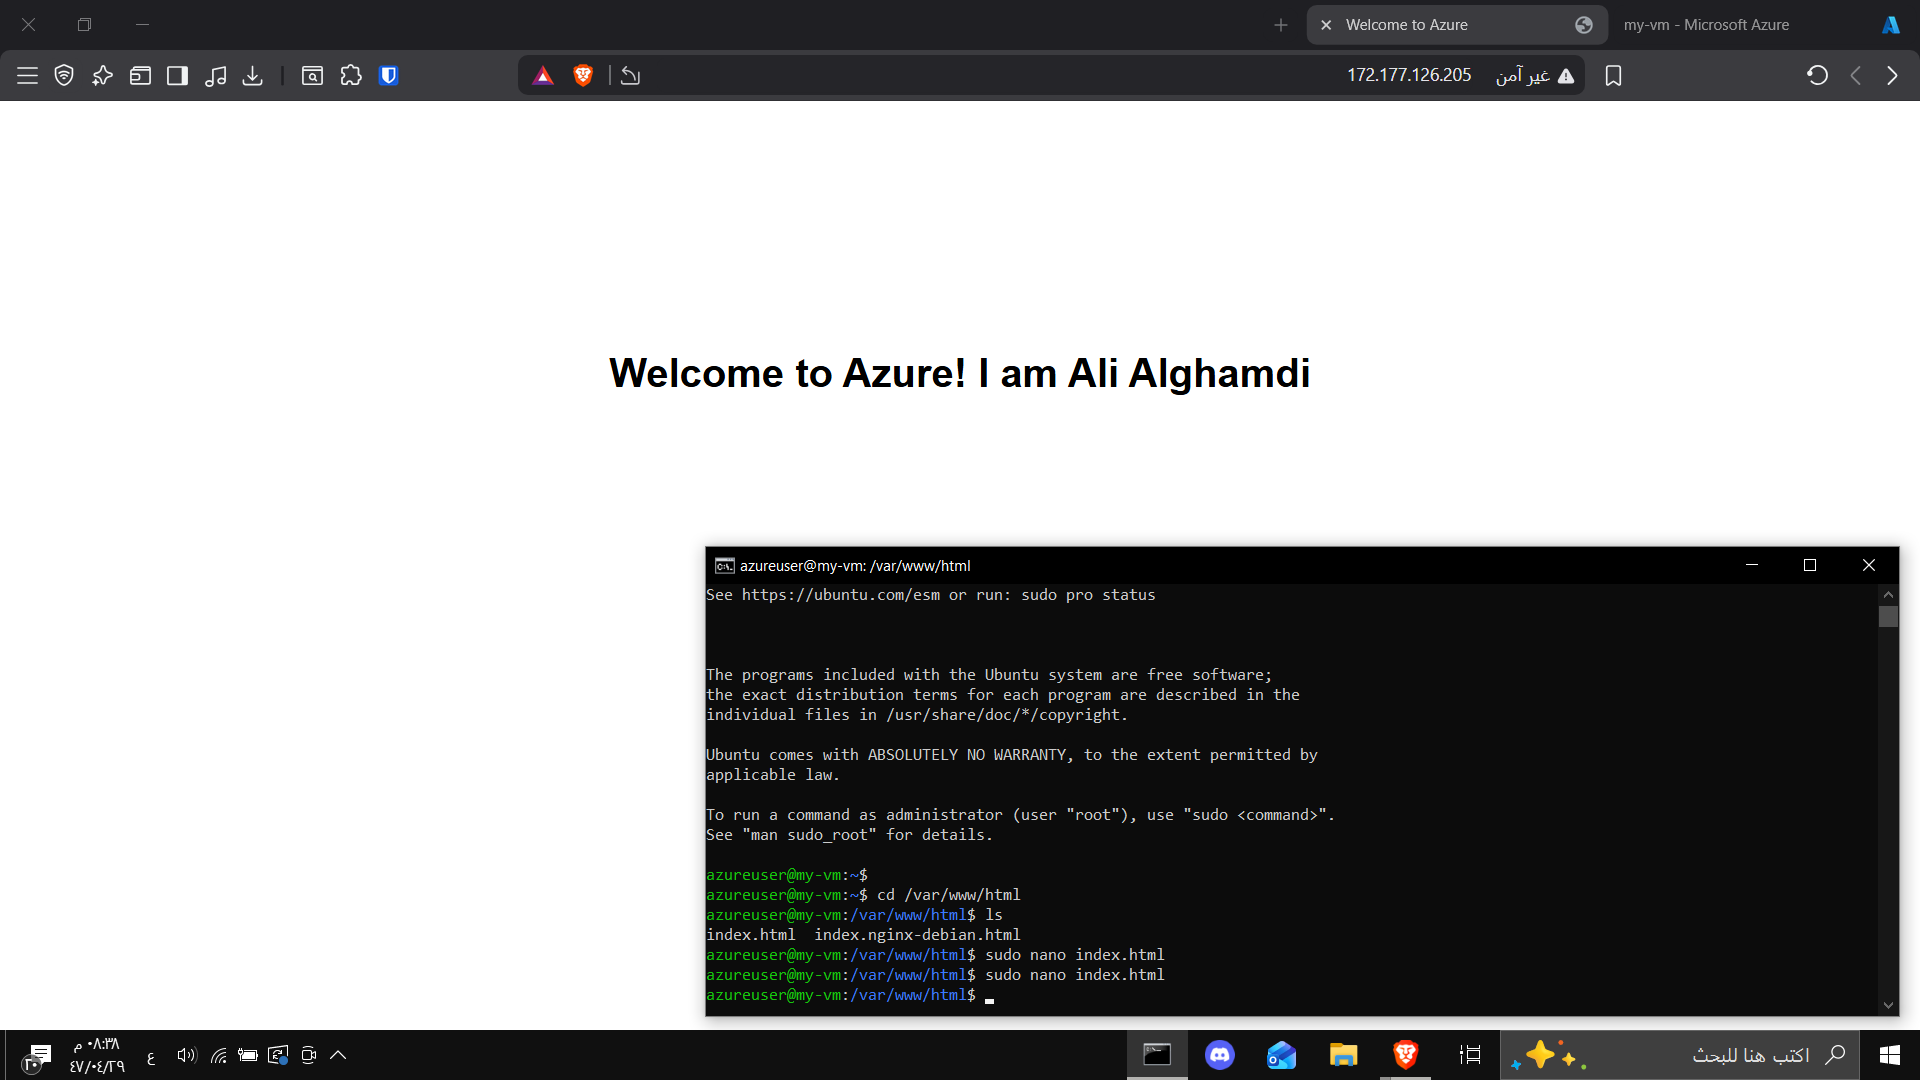 Welcome to Azure
my-vm - Microsoft Azure
172.177.126.205
غير آمن
Welcome to Azure! I am Ali Alghamdi
azureuser@my-vm: /var/www/html
See https://ubuntu.com/esm or run: sudo pro status
The programs included with the Ubuntu system are free software;
the exact distribution terms for each program are described in the
individual files in /usr/share/doc/*/copyright.
Ubuntu comes with ABSOLUTELY NO WARRANTY, to the extent permitted by
applicable law.
To run a command as administrator (user "root"), use "sudo <command>".
See "man sudo_root" for details.
azureuser@my-vm:~$
azureuser@my-vm:~$ cd /var/www/html
azureuser@my-vm:/var/www/html$ ls
index.html  index.nginx-debian.html
azureuser@my-vm:/var/www/html$ sudo nano index.html
azureuser@my-vm:/var/www/html$ sudo nano index.html
azureuser@my-vm:/var/www/html$
اكتب هنا للبحث
ع
٠٨:٣٨ م
٤٧/٠٤/٢٩
٢٠